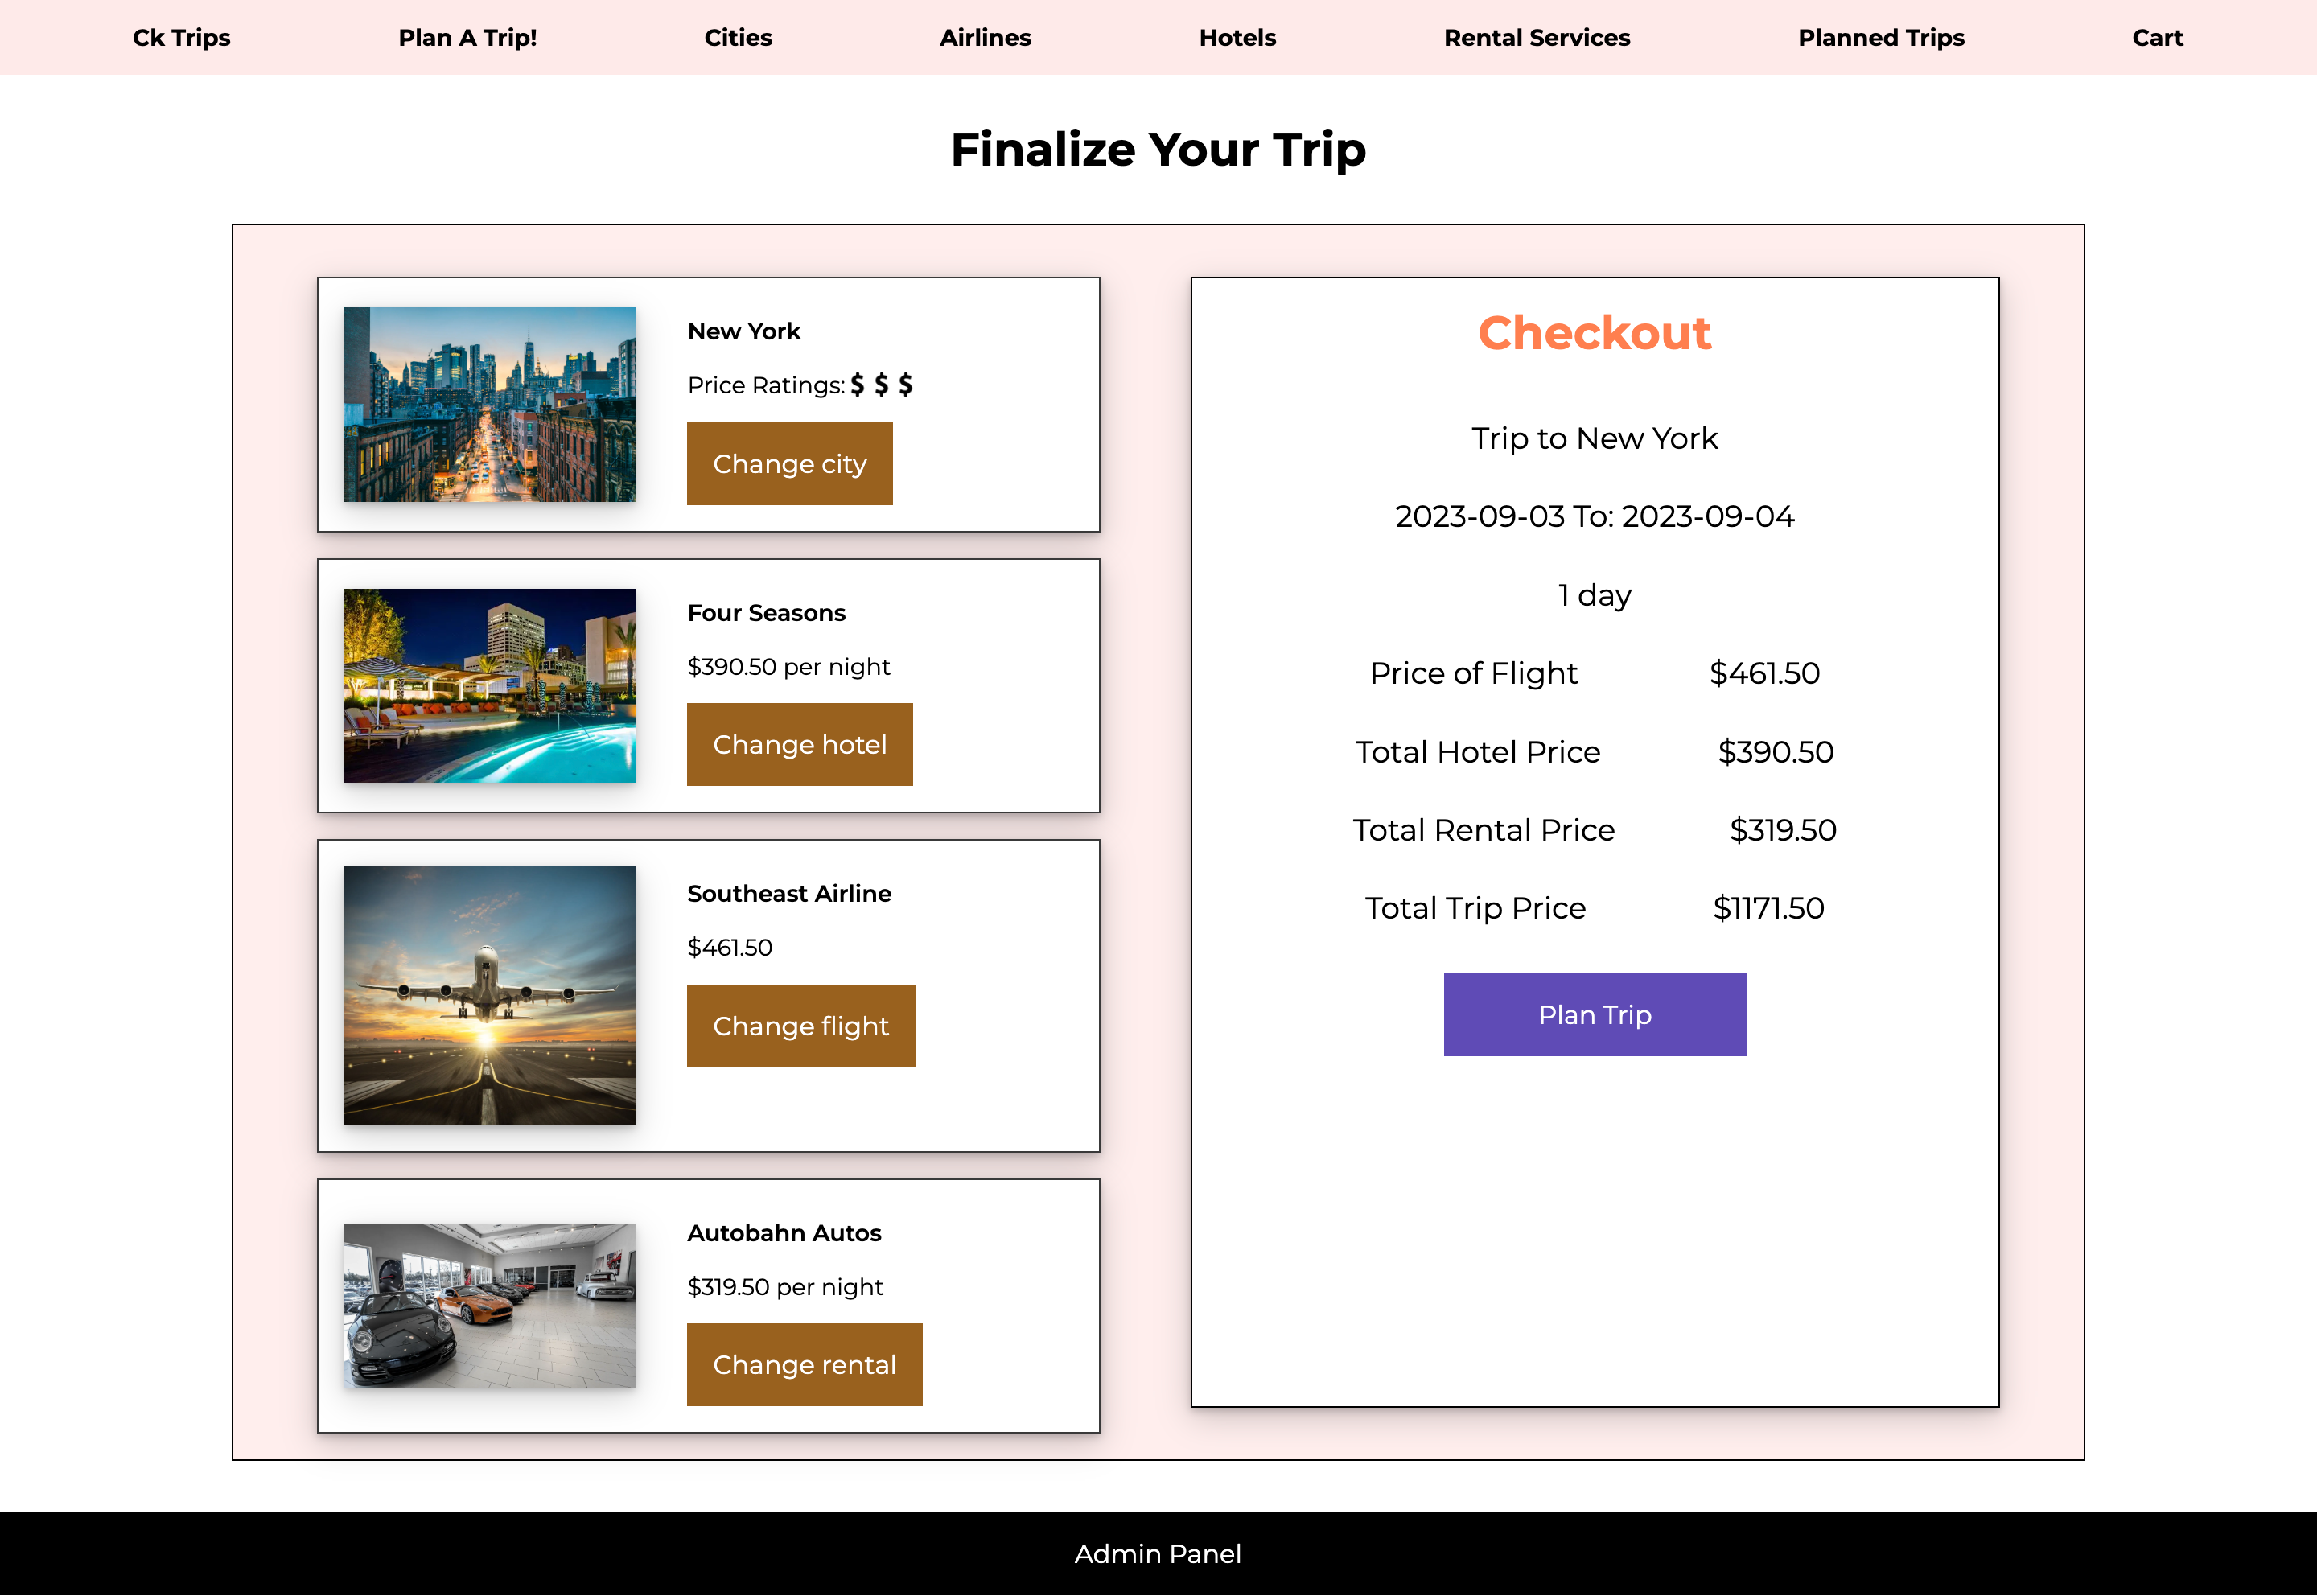 Ck Trips
Plan A Trip!
Cities
Airlines
Hotels
Rental Services
Planned Trips
Cart
Finalize Your Trip
New York
Price Ratings: $ $ $
Change city
Four Seasons
$390.50 per night
Change hotel
Southeast Airline
$461.50
Change flight
Autobahn Autos
$319.50 per night
Change rental
Checkout
Trip to New York
2023-09-03 To: 2023-09-04
1 day
Price of Flight $461.50
Total Hotel Price $390.50
Total Rental Price $319.50
Total Trip Price $1171.50
Plan Trip
Admin Panel